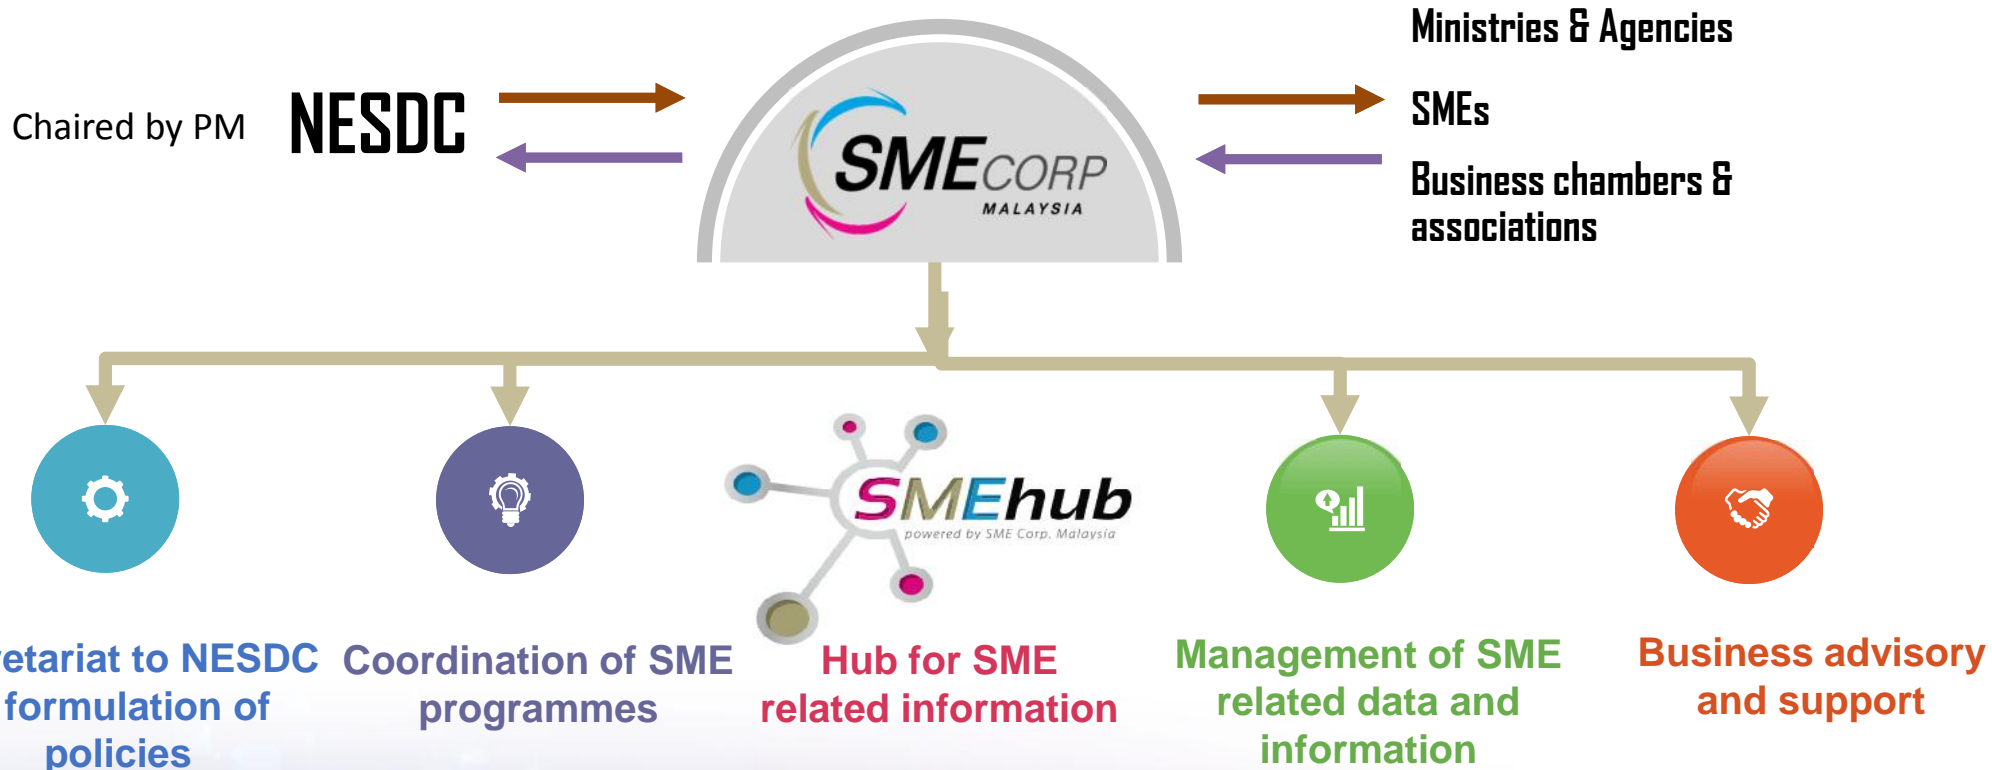 Ministries & Agencies
SMEs
Business chambers &
associations
Chaired by PM
NESDC
SMECORP
MALAYSIA
SMEhub
powered by SME Corp. Malaysia
retariat to NESDC
formulation of
policies
Coordination of SME
programmes
Hub for SME
related information
Management of SME
related data and
information
Business advisory
and support